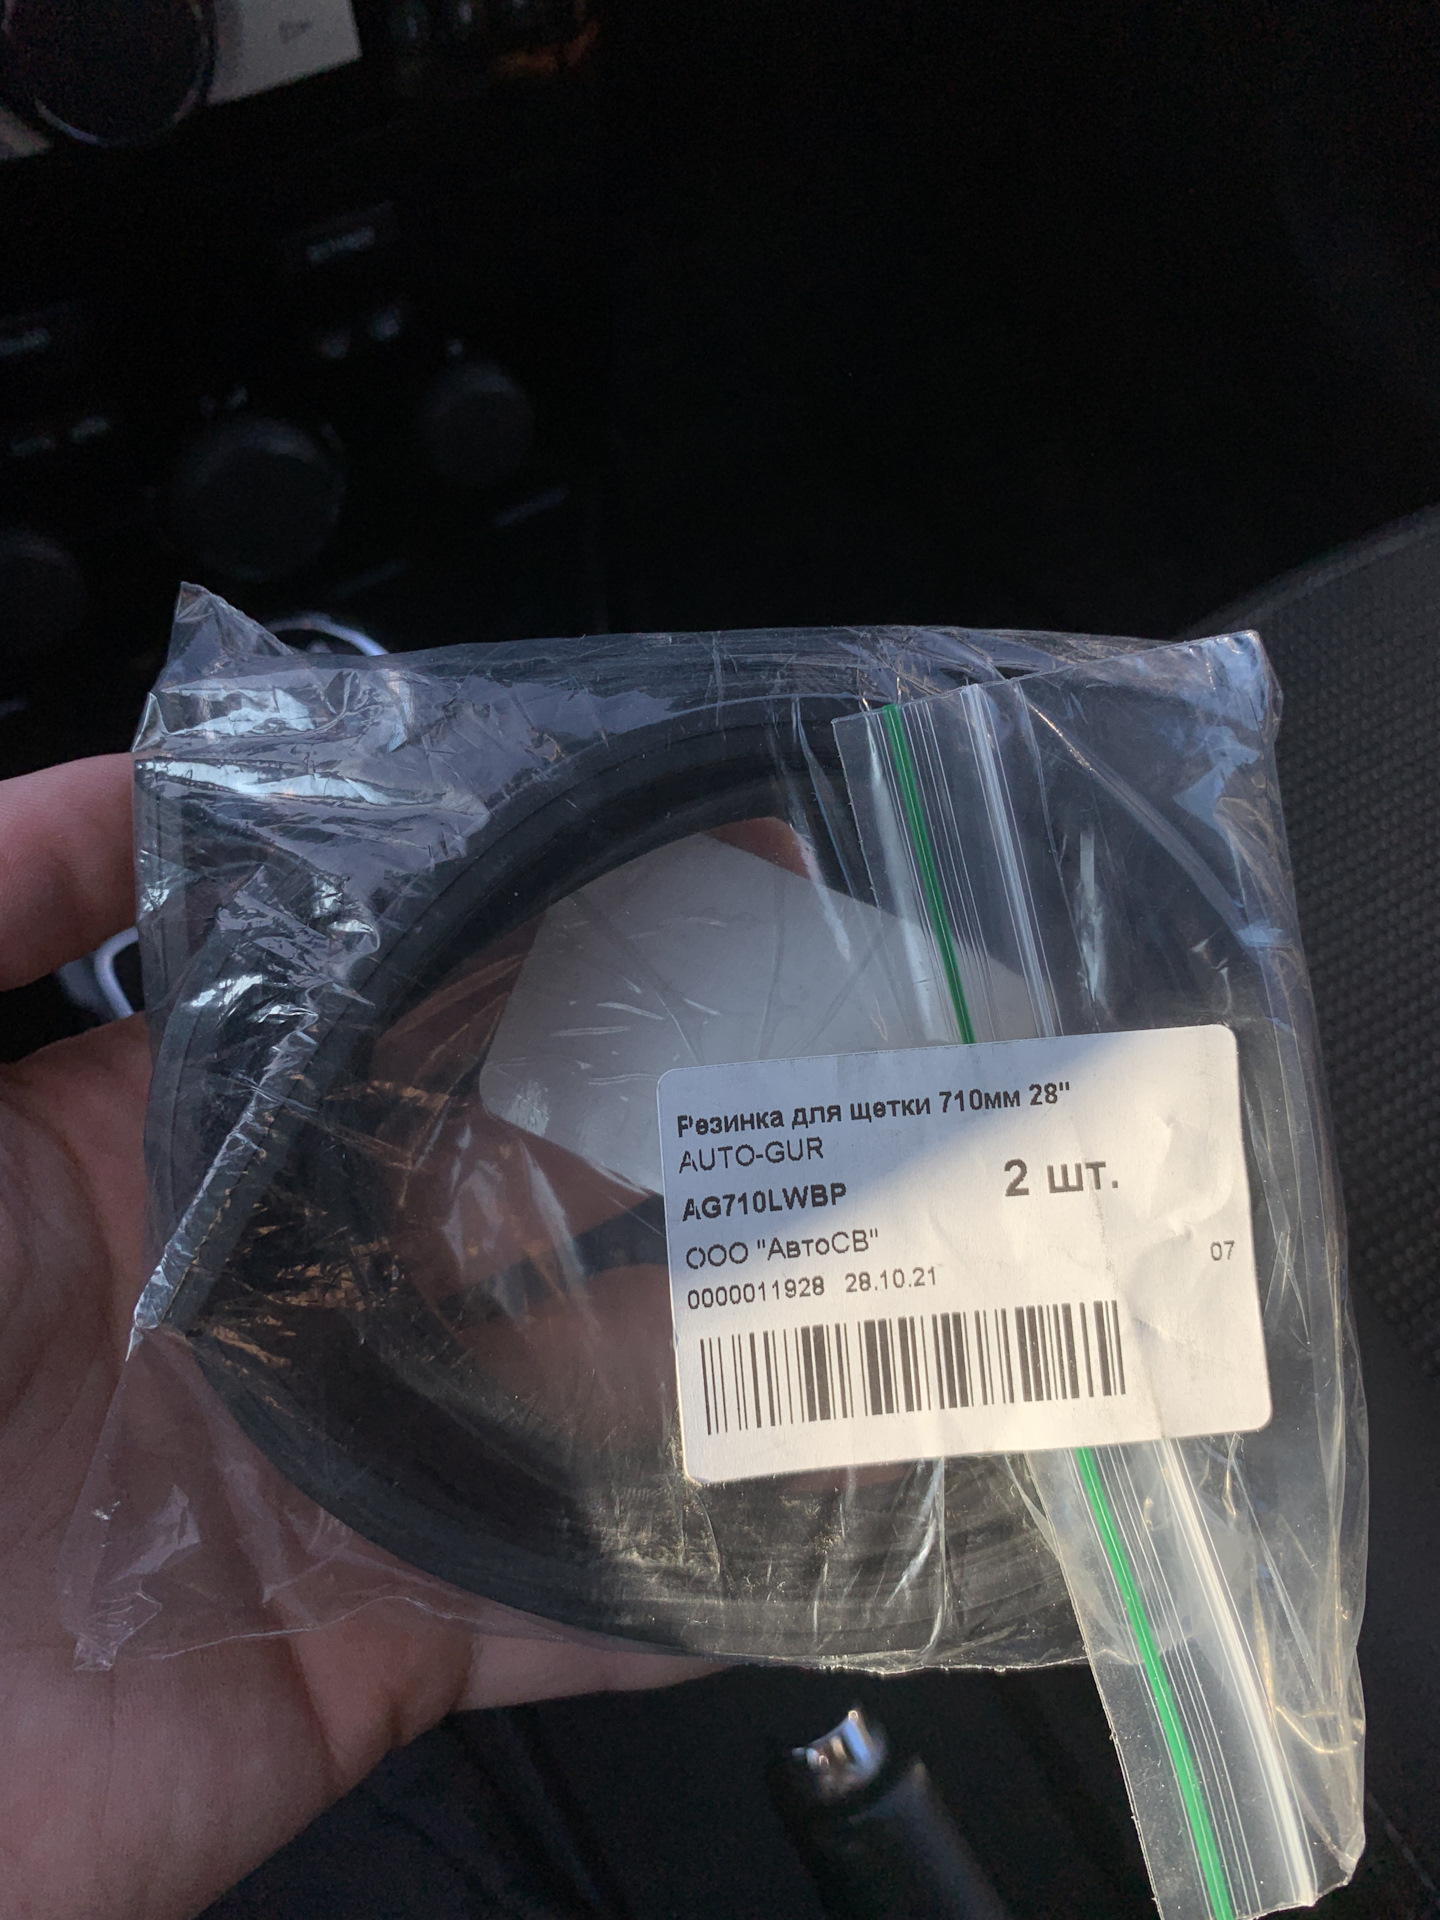 Резинка для щетки 710мм 28"
AUTO-GUR
2 шт.
AG710LWBP
ООО "АвтоСВ"
07
0000011928 28.10.21